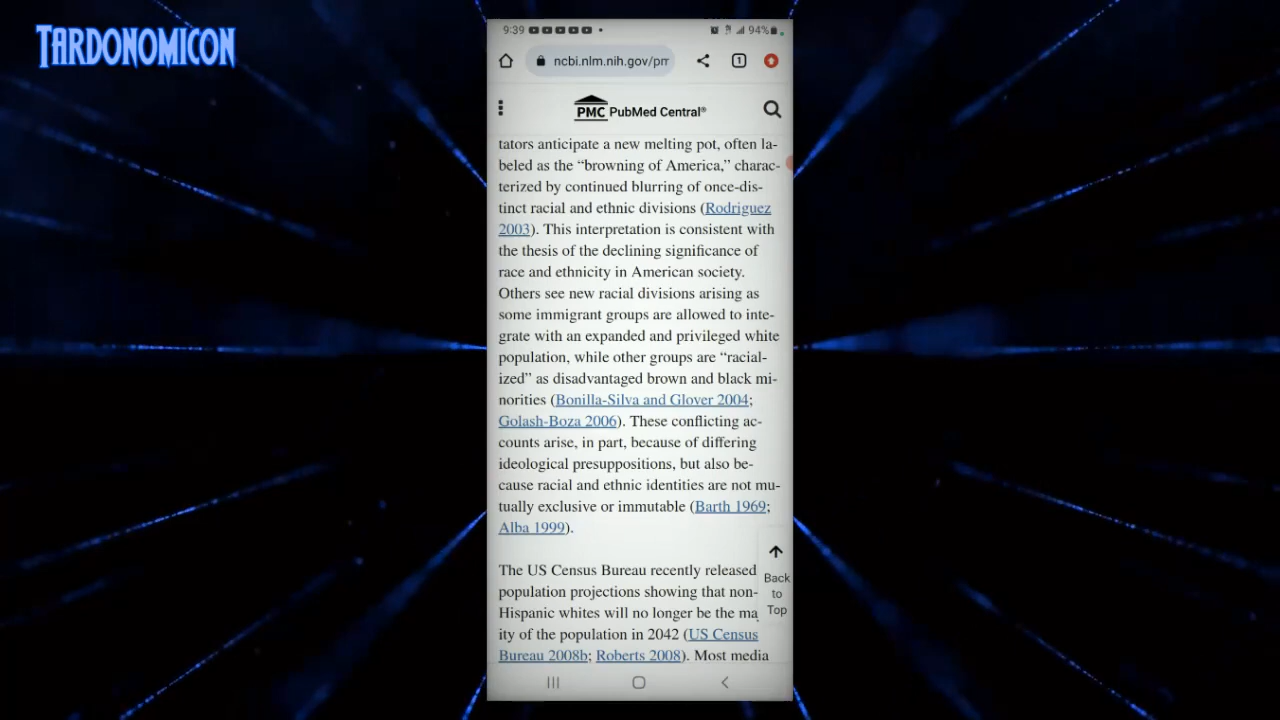 TARDONOMICON
9:39
94%
ncbi.nlm.nih.gov/pm
1
PMC PubMed Central®
tators anticipate a new melting pot, often la-
beled as the “browning of America,” charac-
terized by continued blurring of once-dis-
tinct racial and ethnic divisions (Rodriguez
2003). This interpretation is consistent with
the thesis of the declining significance of
race and ethnicity in American society.
Others see new racial divisions arising as
some immigrant groups are allowed to inte-
grate with an expanded and privileged white
population, while other groups are “racial-
ized” as disadvantaged brown and black mi-
norities (Bonilla-Silva and Glover 2004;
Golash-Boza 2006). These conflicting ac-
counts arise, in part, because of differing
ideological presuppositions, but also be-
cause racial and ethnic identities are not mu-
tually exclusive or immutable (Barth 1969;
Alba 1999).
The US Census Bureau recently released
population projections showing that non-
Hispanic whites will no longer be the ma
ity of the population in 2042 (US Census
Bureau 2008b; Roberts 2008). Most media
Back
to
Top